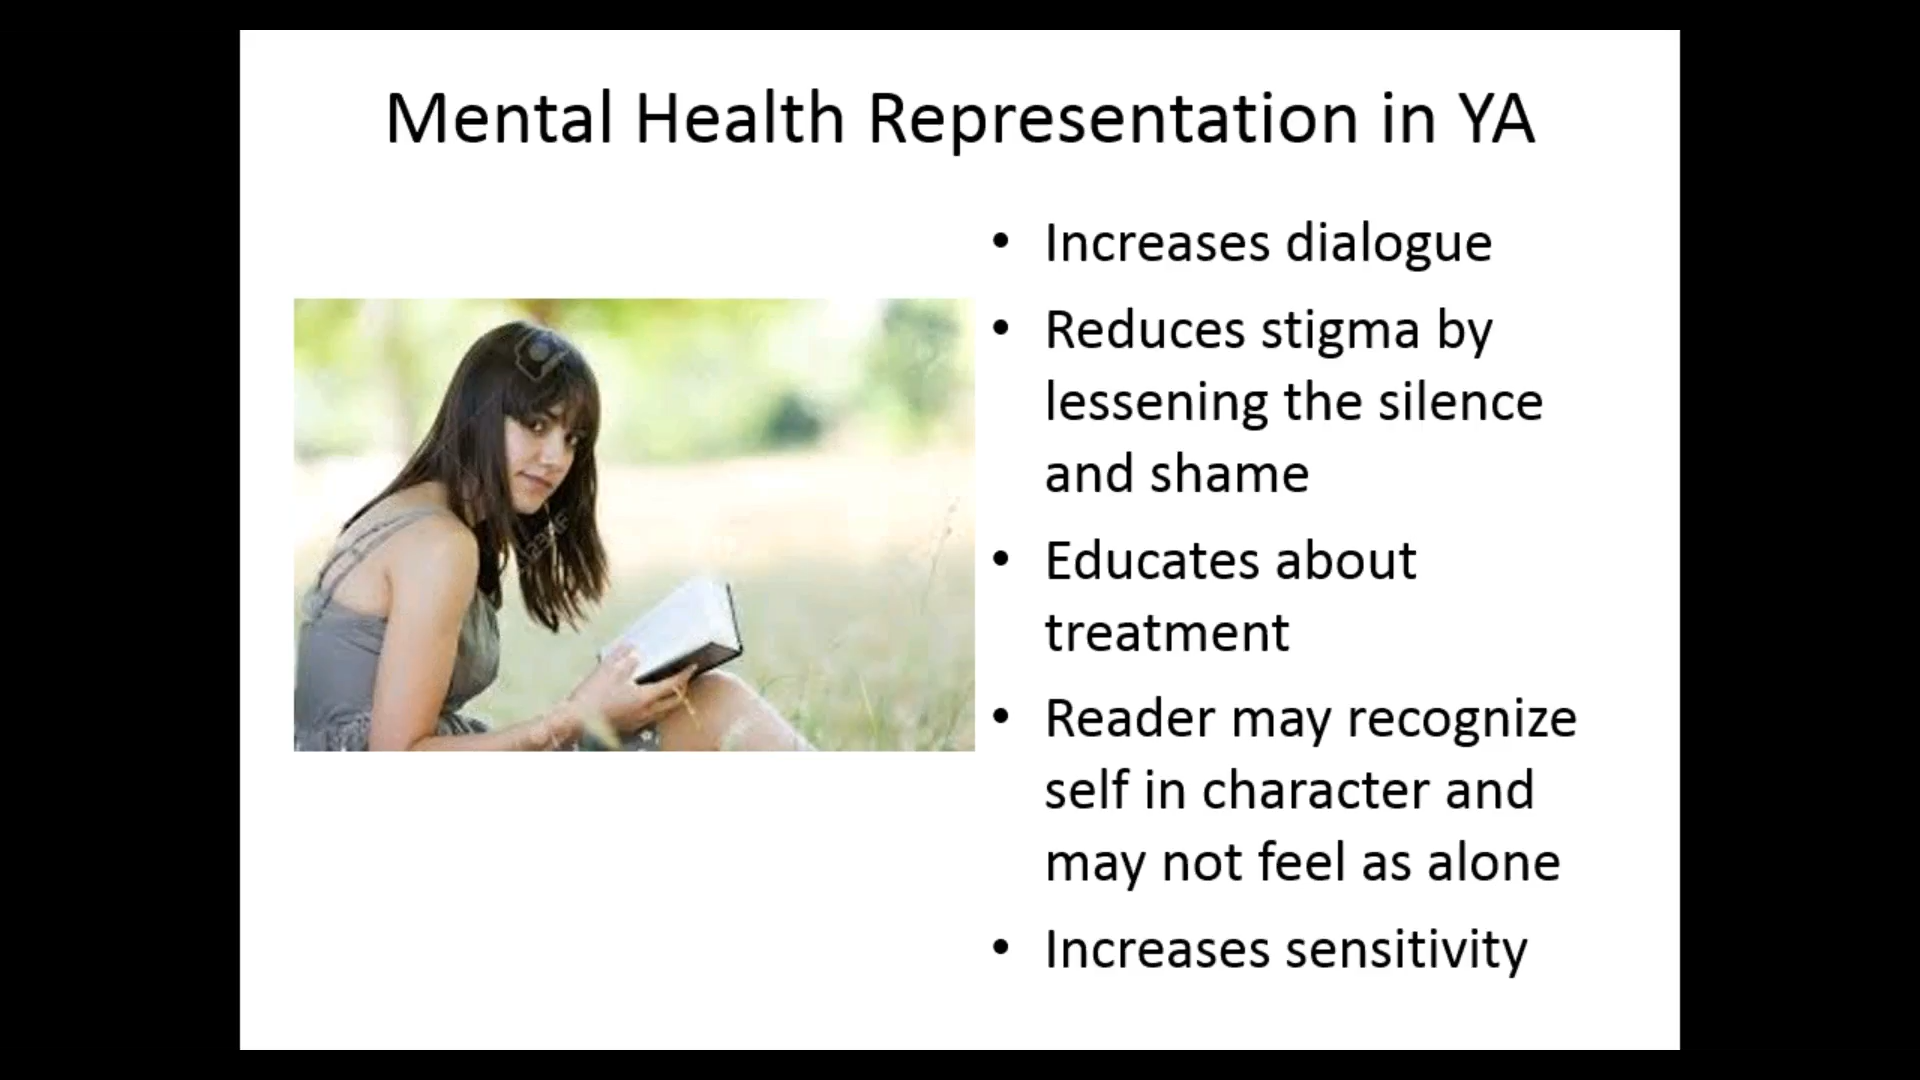 Mental Health Representation in YA
• Increases dialogue
• Reduces stigma by
lessening the silence
and shame
• Educates about
treatment
• Reader may recognize
self in character and
may not feel as alone
• Increases sensitivity